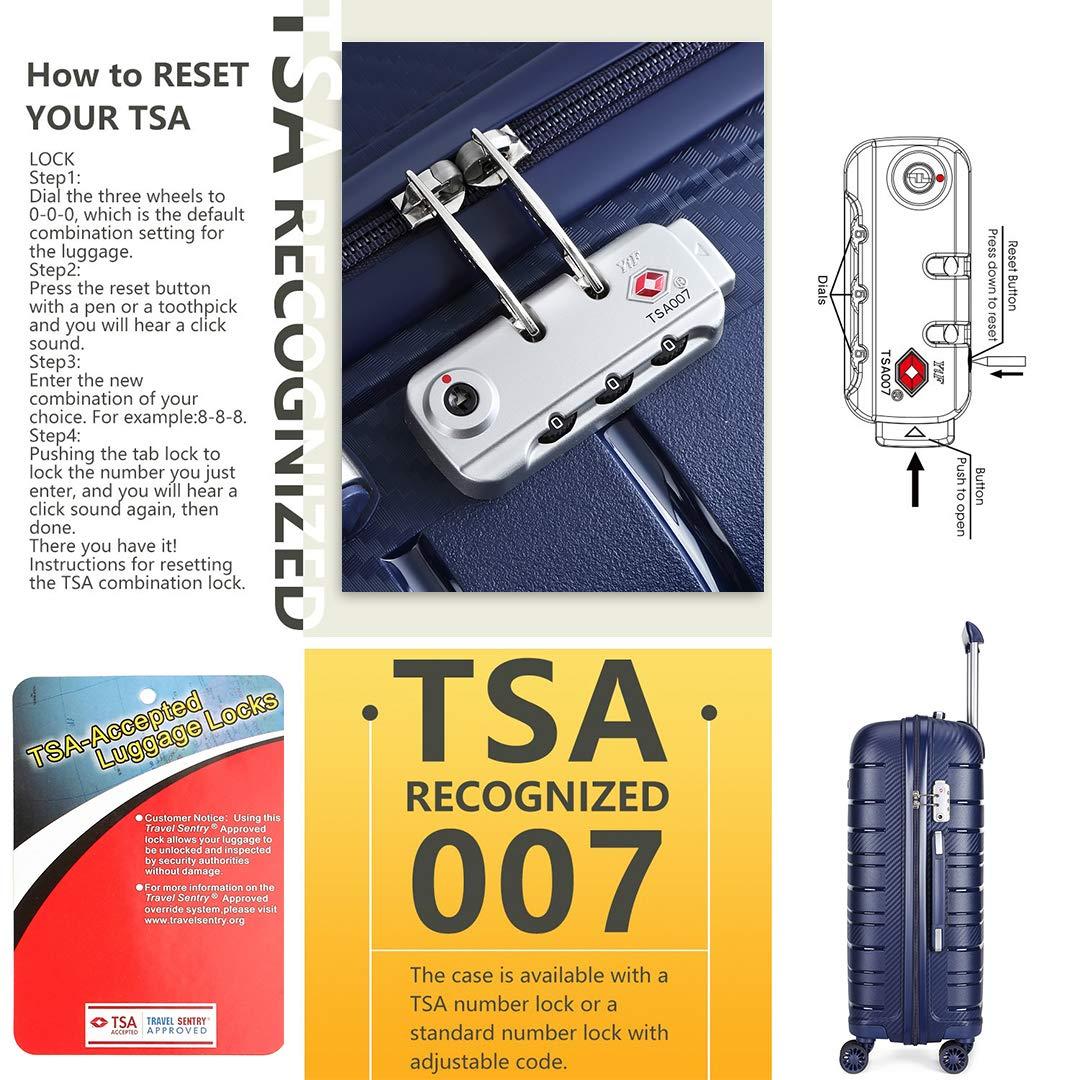 How to RESET
YOUR TSA
LOCK
Step1:
Dial the three wheels to
0-0-0, which is the default
combination setting for
the luggage.
Step2:
Press the reset button
with a pen or a toothpick
and you will hear a click
sound.
Step3:
Enter the new
combination of your
choice. For example:8-8-8.
Step4:
Pushing the tab lock to
lock the number you just
enter, and you will hear a
click sound again, then
done.
There you have it!
Instructions for resetting
the TSA combination lock.
TSA RECOGNIZED
YiF
TSA007®
0
0
0
Reset Button
Press down to reset
Dials
0
0
0
YiF
TSA007
®
Button
Push to open
TSA-Accepted
Luggage Locks
Customer Notice: Using this
Travel Sentry® Approved
lock allows your luggage to
be unlocked and inspected
by security authorities
without damage.
For more information on the
Travel Sentry® Approved
override system,please visit
www.travelsentry.org
TSA
ACCEPTED
TRAVEL SENTRY®
APPROVED
TSA
RECOGNIZED
007
The case is available with a
TSA number lock or a
standard number lock with
adjustable code.